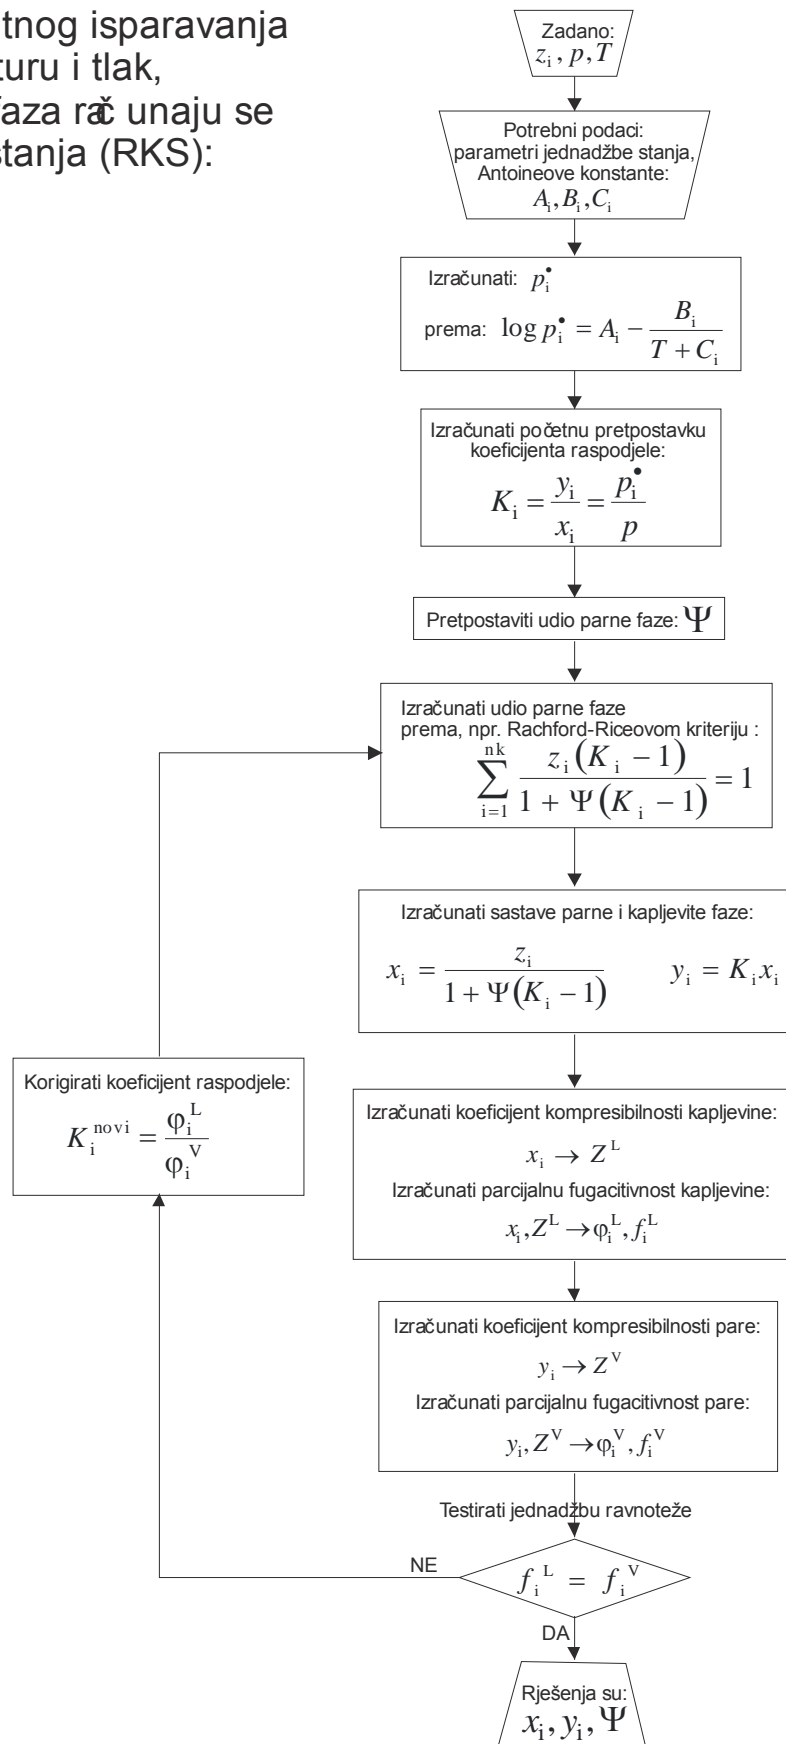 tnog isparavanja
turu i tlak,
faza rač unaju se
stanja (RKS):
Zadano:
z_i, p, T
Potrebni podaci:
parametri jednadžbe stanja,
Antoineove konstante:
A_i, B_i, C_i
Izračunati: p_i^•
prema: log p_i^• = A_i − B_i / (T + C_i)
Izračunati početnu pretpostavku
koeficijenta raspodjele:
K_i = y_i / x_i = p_i^• / p
Pretpostaviti udio parne faze: Ψ
Izračunati udio parne faze
prema, npr. Rachford-Riceovom kriteriju :
∑_{i=1}^{nk} z_i (K_i − 1) / (1 + Ψ(K_i − 1)) = 1
Izračunati sastave parne i kapljevite faze:
x_i = z_i / (1 + Ψ(K_i − 1)) y_i = K_i x_i
Korigirati koeficijent raspodjele:
K_i^novi = φ_i^L / φ_i^V
Izračunati koeficijent kompresibilnosti kapljevine:
x_i → Z^L
Izračunati parcijalnu fugacitivnost kapljevine:
x_i, Z^L → φ_i^L, f_i^L
Izračunati koeficijent kompresibilnosti pare:
y_i → Z^V
Izračunati parcijalnu fugacitivnost pare:
y_i, Z^V → φ_i^V, f_i^V
Testirati jednadžbu ravnoteže
NE
f_i^L = f_i^V
DA
Rješenja su:
x_i, y_i, Ψ